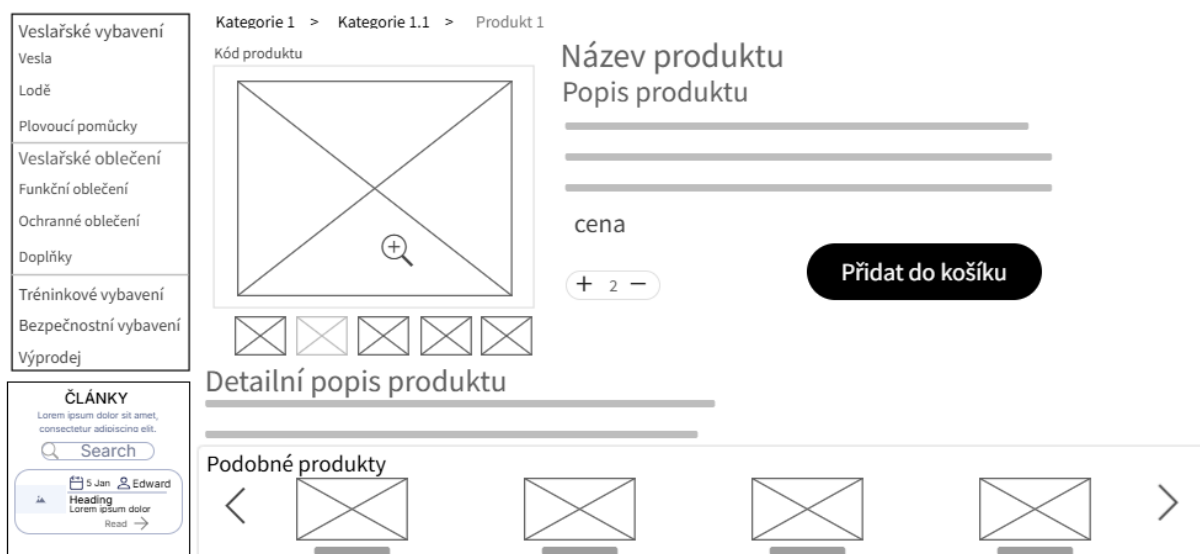 Veslařské vybavení
Vesla
Lodě
Plovoucí pomůcky
Veslařské oblečení
Funkční oblečení
Ochranné oblečení
Doplňky
Tréninkové vybavení
Bezpečnostní vybavení
Výprodej
ČLÁNKY
Lorem ipsum dolor sit amet,
consectetur adipiscing elit.
Search
5 Jan Edward
Heading
Lorem ipsum dolor
Read
Kategorie 1 > Kategorie 1.1 > Produkt 1
Kód produktu
Název produktu
Popis produktu
cena
+ 2 −
Přidat do košíku
Detailní popis produktu
Podobné produkty